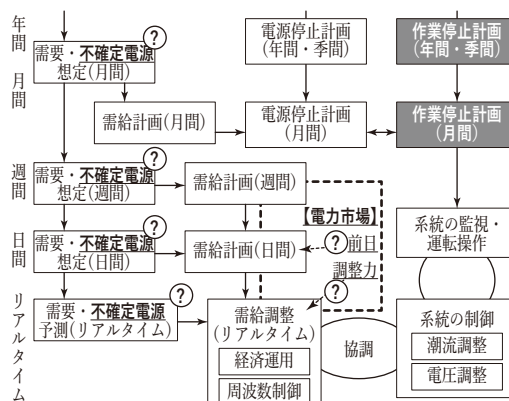 年間
電源停止計画
(年間・季間)
作業停止計画
(年間・季間)
?
需要・不確定電源
想定(月間)
月間
需給計画(月間)
電源停止計画
(月間)
作業停止計画
(月間)
週間
?
需要・不確定電源
想定(週間)
需給計画(週間)
【電力市場】
日間
?
需要・不確定電源
想定(日間)
需給計画(日間)
?前日
調整力
?
系統の監視・
運転操作
リアルタイム
?
需要・不確定電源
予測(リアルタイム)
需給調整
(リアルタイム)
経済運用
周波数制御
協調
系統の制御
潮流調整
電圧調整